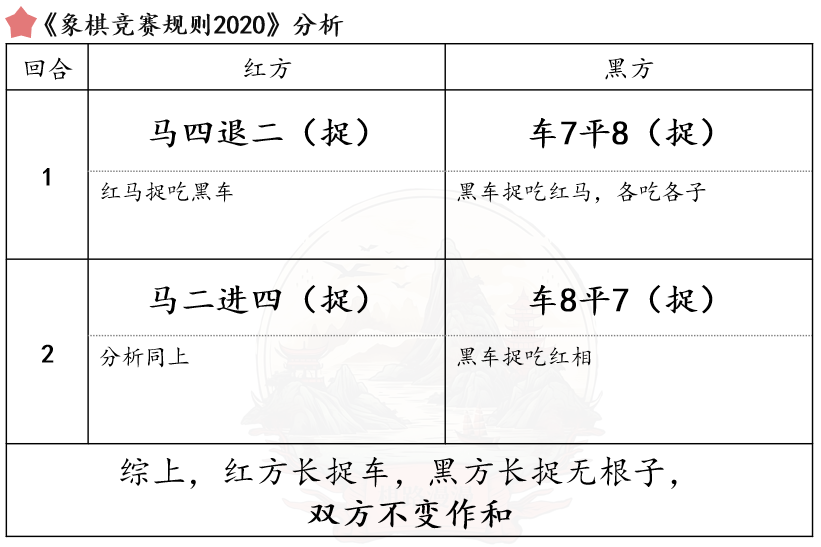 《象棋竞赛规则2020》分析
回合 红方 黑方
马四退二（捉） 车7平8（捉）
1
红马捉吃黑车 黑车捉吃红马，各吃各子
马二进四（捉） 车8平7（捉）
2
分析同上 黑车捉吃红相
综上，红方长捉车，黑方长捉无根子，
双方不变作和